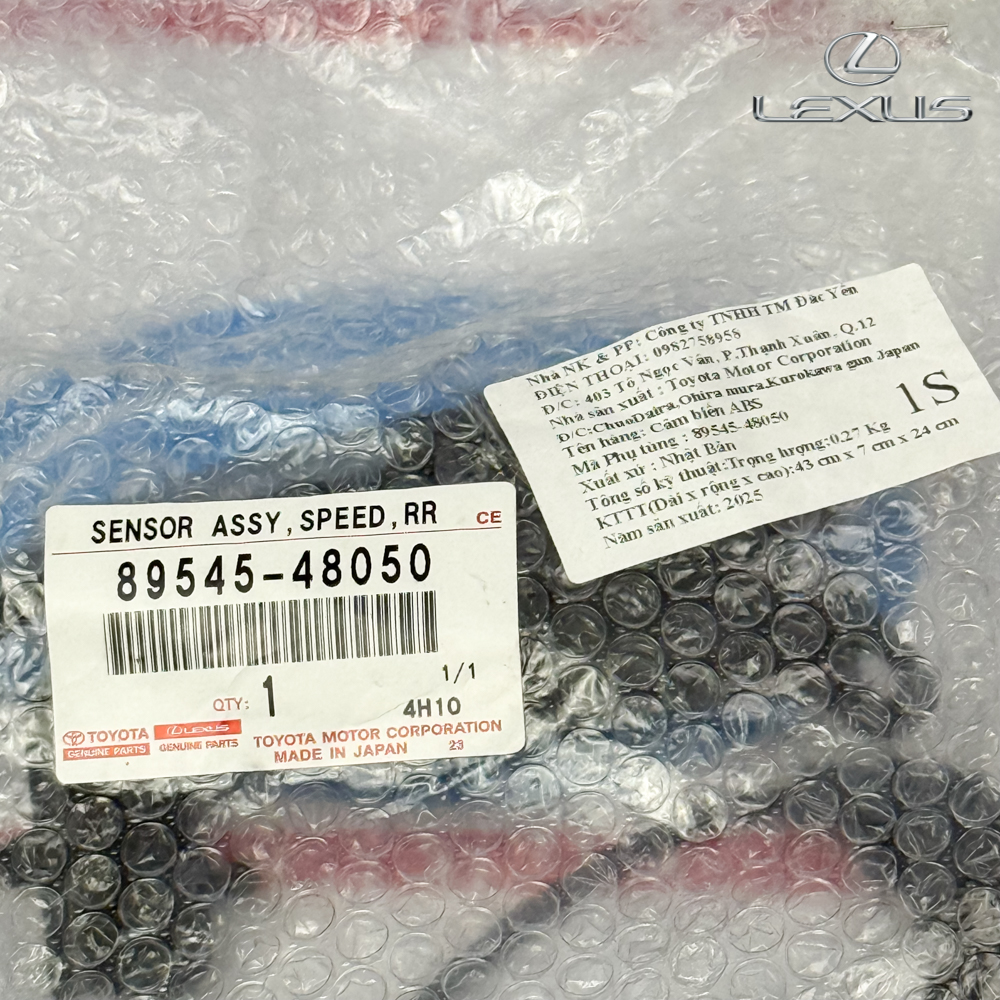 LEXUS
Nhà NK & PP: Công ty TNHH TM Đắc Yên
ĐIỆN THOẠI: 0982758958
Đ/C: 403 Tô Ngọc Vân, P.Thạnh Xuân, Q.12
Nhà sản xuất : Toyota Motor Corporation
Đ/C:ChuoDaira,Ohira mura,Kurokawa gun Japan
Tên hàng: Cảm biến ABS
Mã Phụ tùng : 89545-48050
Xuất xứ : Nhật Bản
Tổng số kỹ thuật:Trọng lượng:0.27 Kg
KTTT(Dài x rộng x cao):43 cm x 7 cm x 24 cm
Năm sản xuất: 2025
1S
SENSOR ASSY,SPEED,RR CE
89545-48050
1/1
QTY: 1 4H10
TOYOTA LEXUS TOYOTA MOTOR CORPORATION
GENUINE PARTS GENUINE PARTS MADE IN JAPAN 23